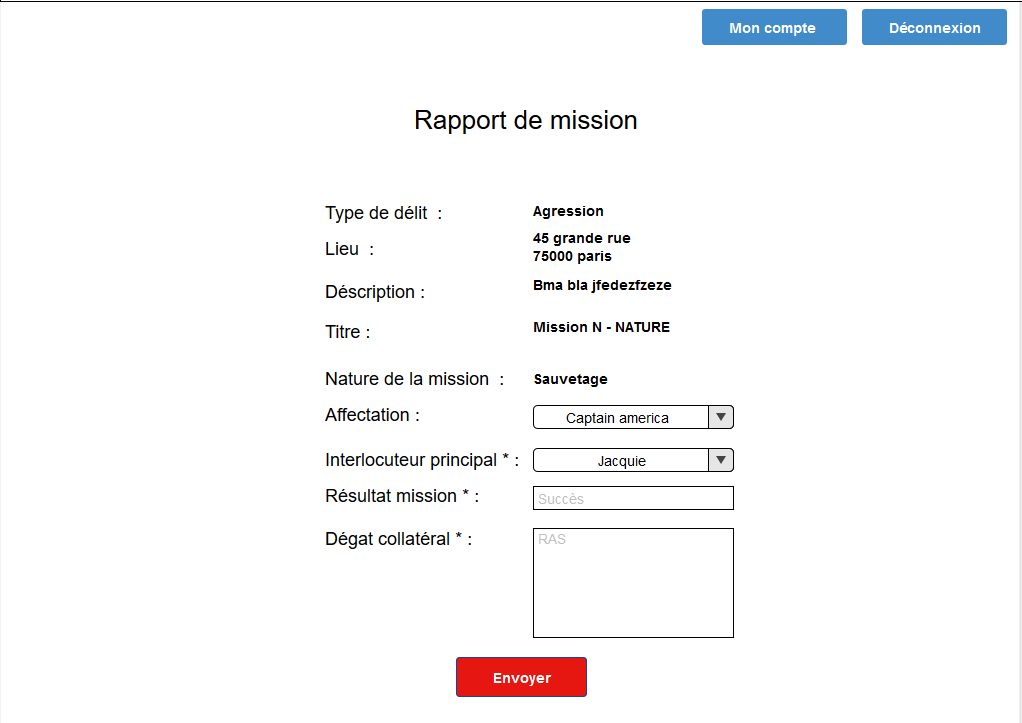 Mon compte Déconnexion
Rapport de mission
Type de délit : Agression
Lieu : 45 grande rue
75000 paris
Déscription : Bma bla jfedezfzeze
Titre : Mission N - NATURE
Nature de la mission : Sauvetage
Affectation : Captain america
Interlocuteur principal * : Jacquie
Résultat mission * : Succès
Dégat collatéral * : RAS
Envoyer